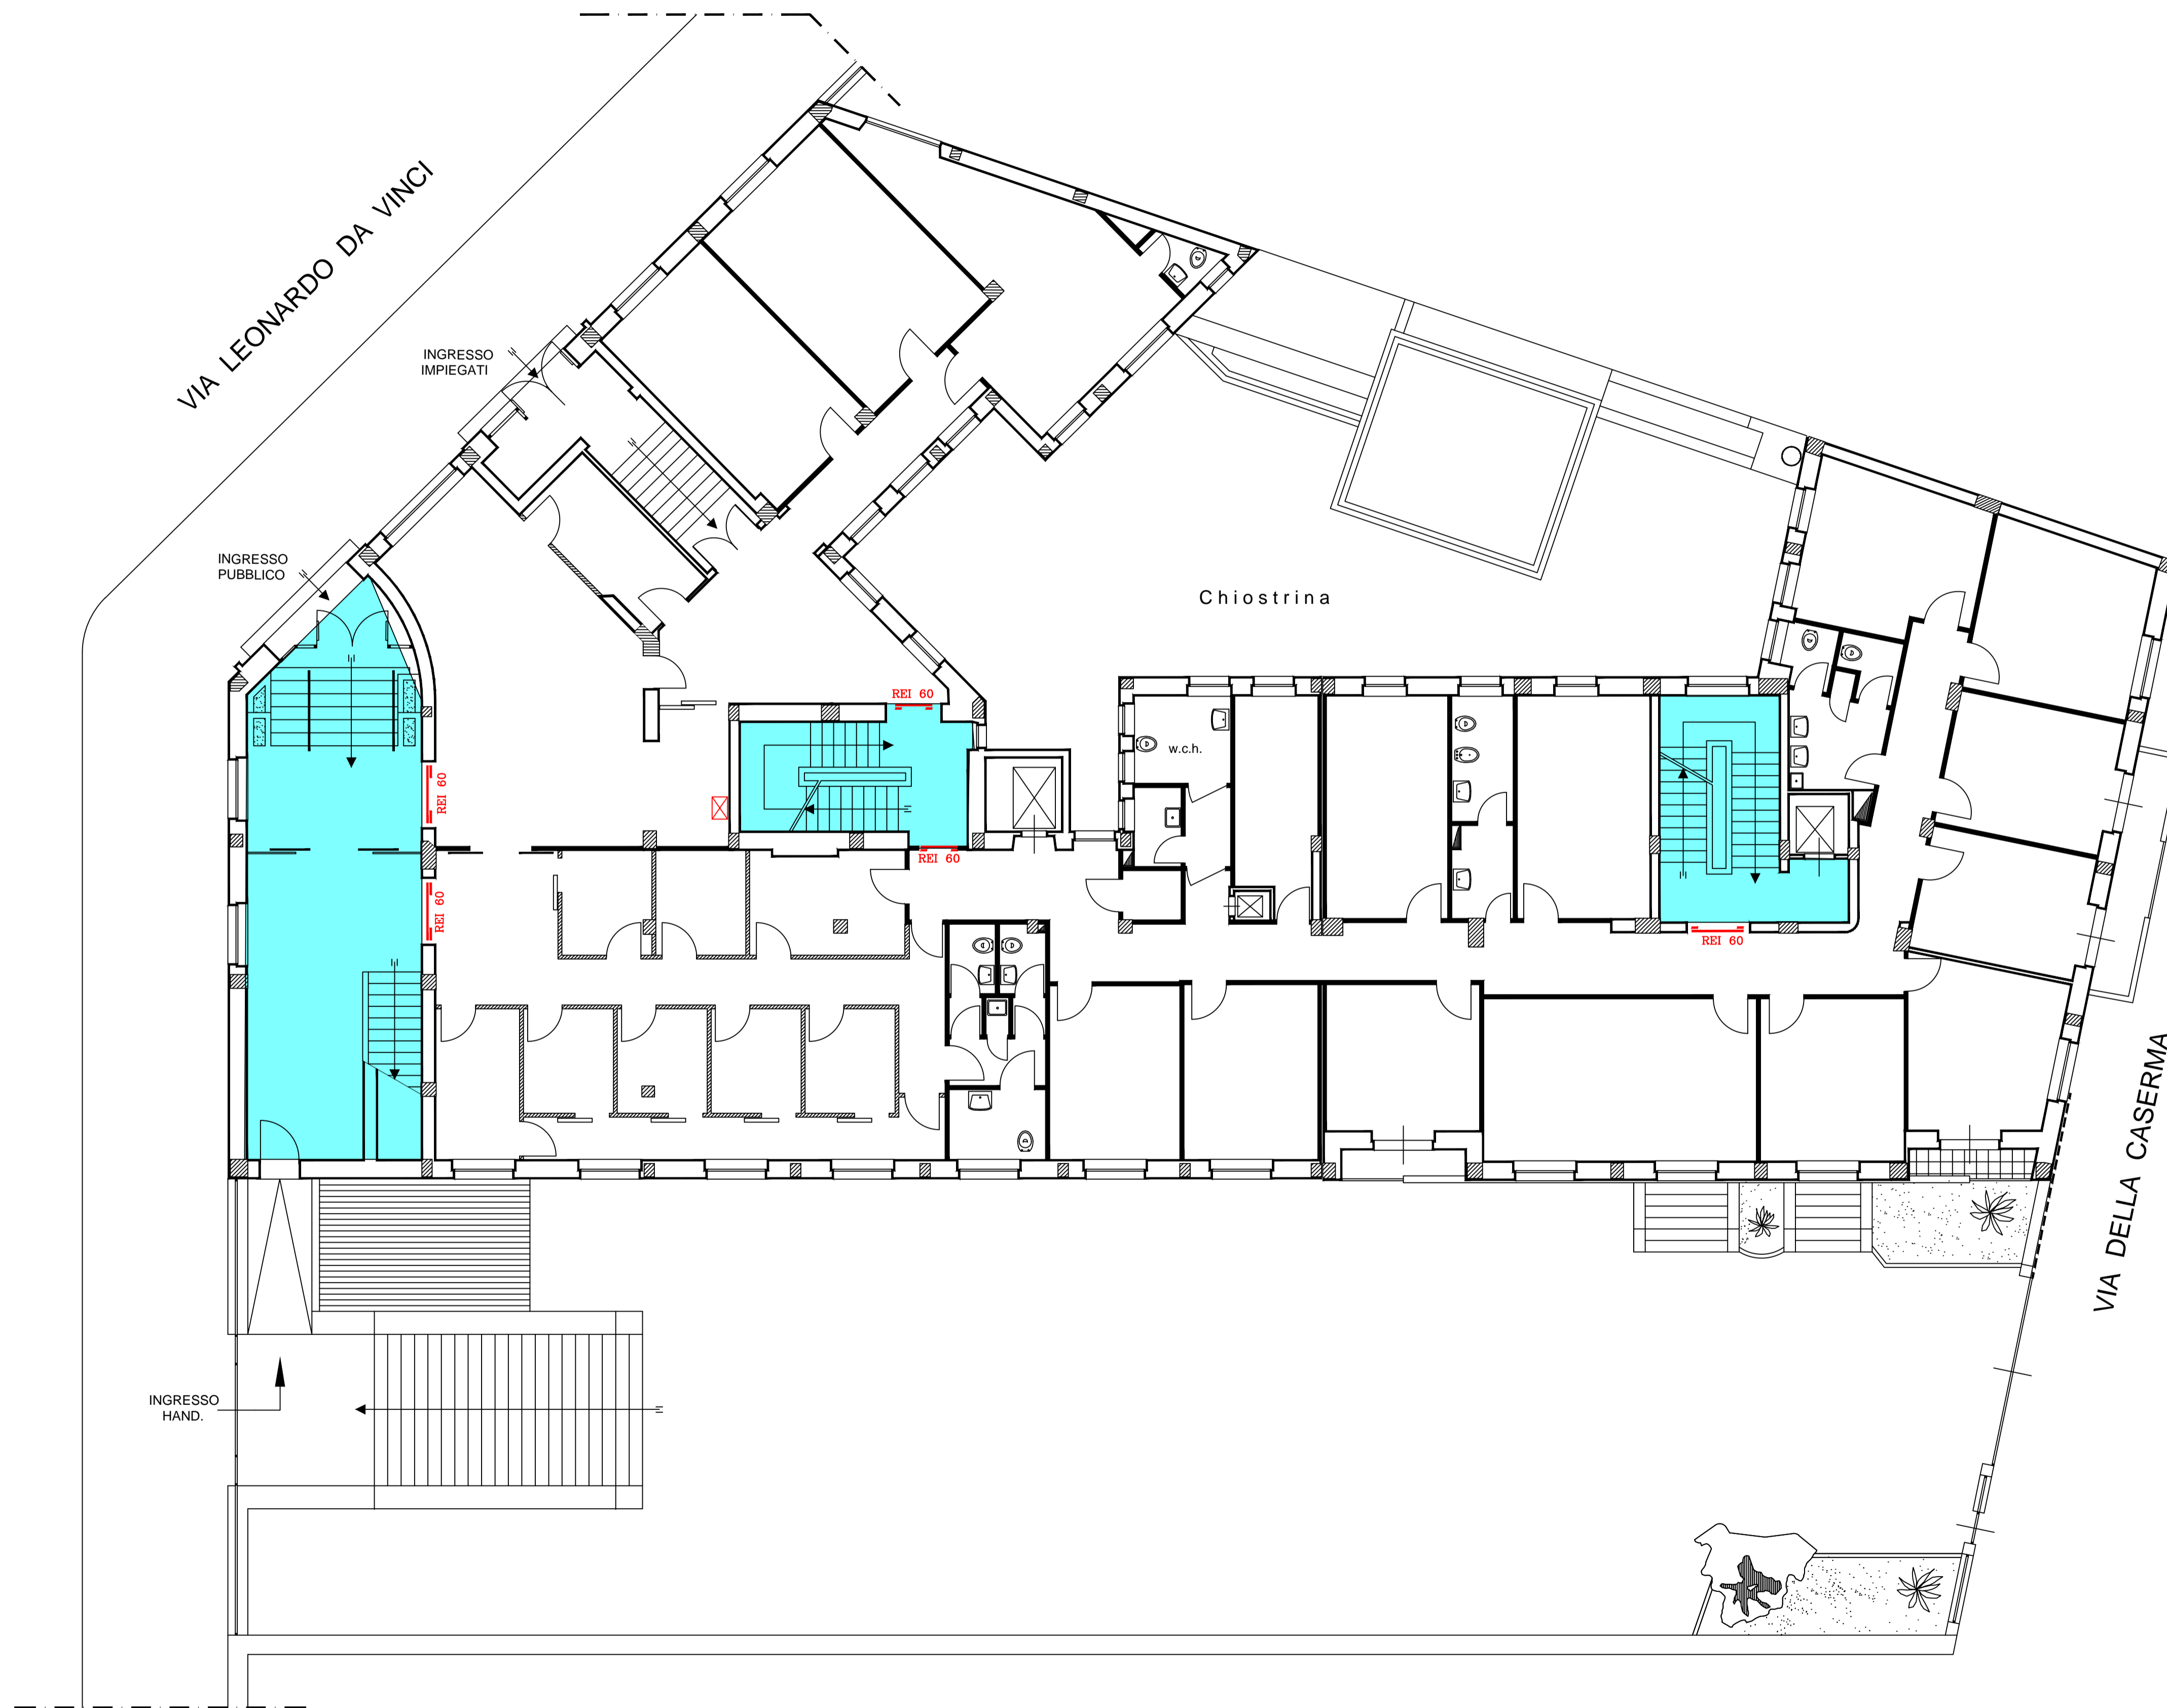 VIA LEONARDO DA VINCI
INGRESSO
IMPIEGATI
INGRESSO
PUBBLICO
Chiostrina
REI 60
w.c.h.
REI 60
REI 60
REI 60
REI 60
VIA DELLA CASERMA
INGRESSO
HAND.